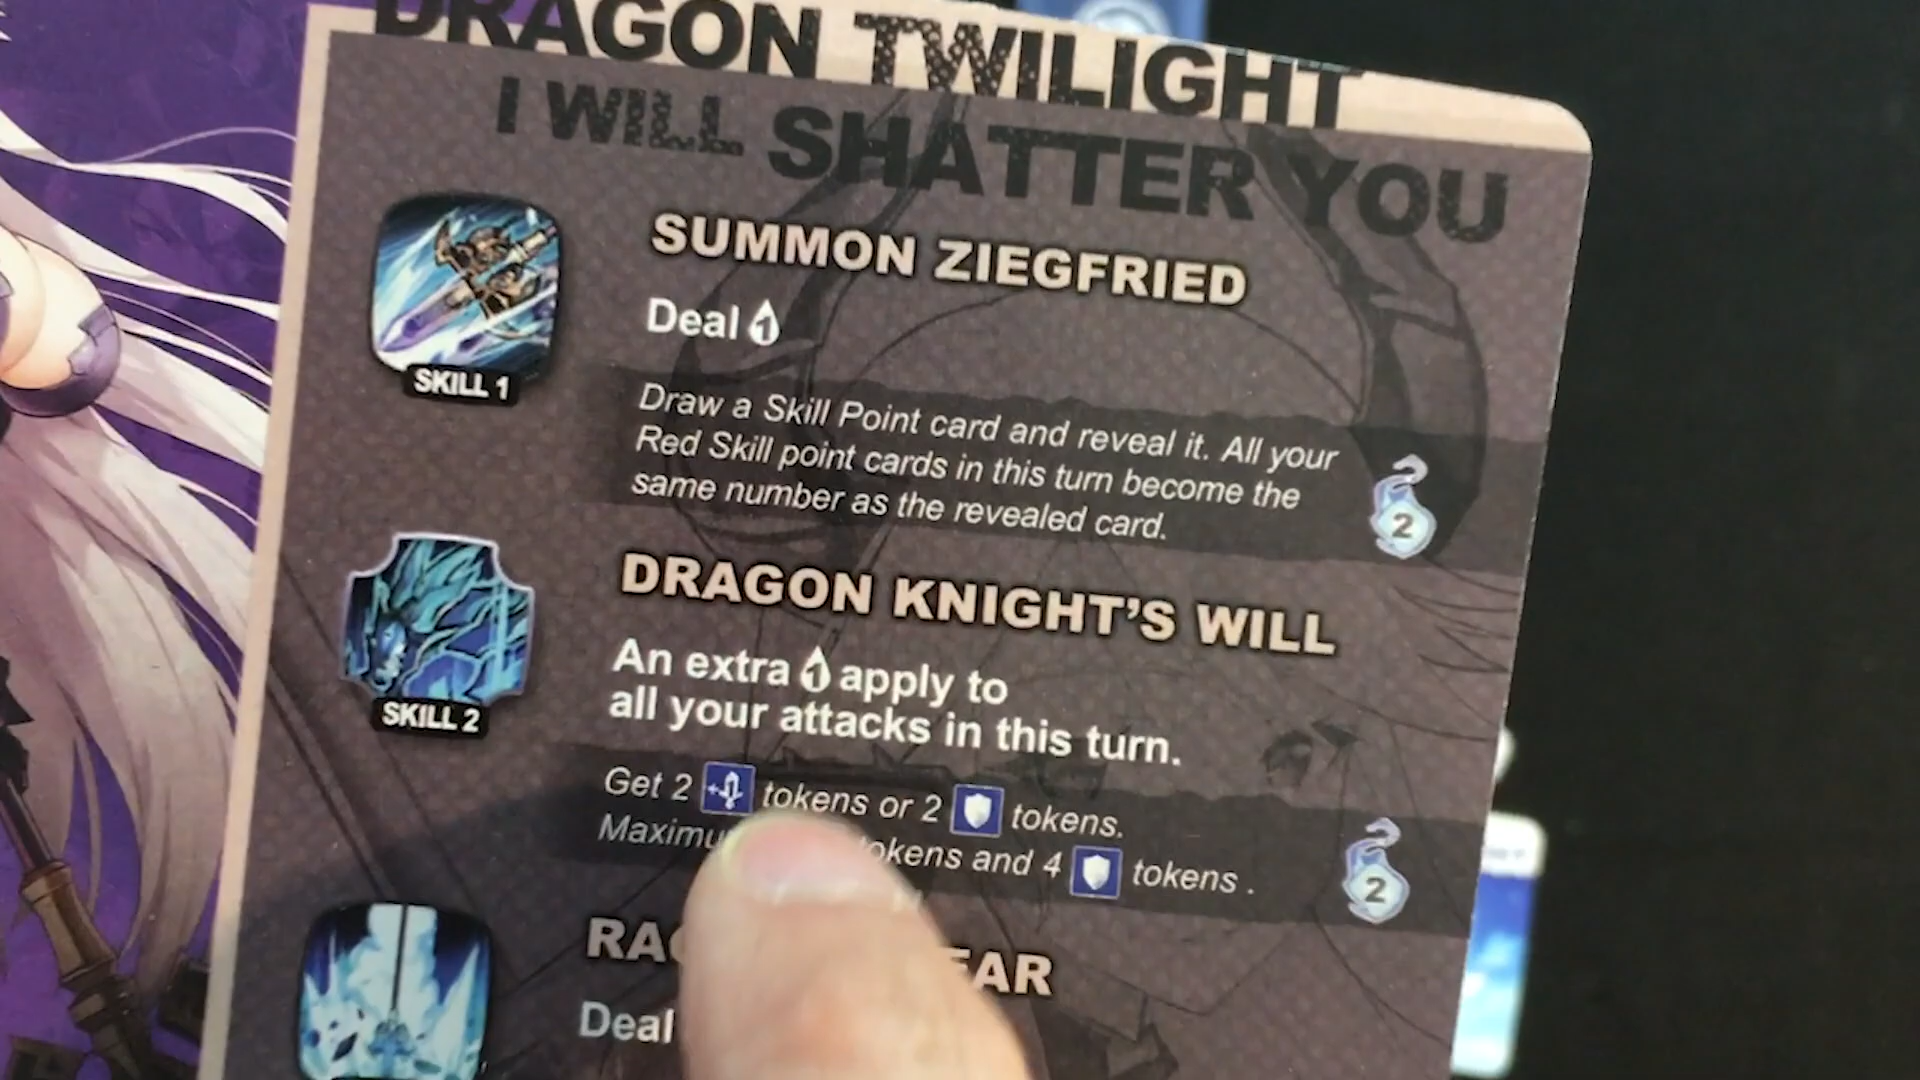 DRAGON TWILIGHT
I WILL SHATTER YOU
SUMMON ZIEGFRIED
Deal 1
SKILL 1
Draw a Skill Point card and reveal it. All your
Red Skill point cards in this turn become the
same number as the revealed card.
2
DRAGON KNIGHT'S WILL
An extra 1 apply to
all your attacks in this turn.
SKILL 2
Get 2 tokens or 2 tokens.
tokens and 4 tokens .
2
Deal